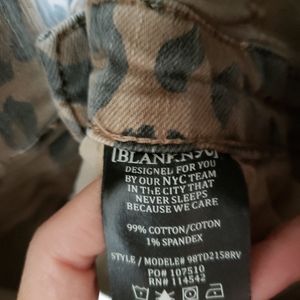 [BLANKNYC]
DESIGNED FOR
BY OUR NYC TEAM
IN THE CITY THAT
NEVER SLEEPS
BECAUSE WE CARE
99% COTTON/COTON
1% SPANDEX
STYLE / MODELE# 98TD2158RV
PO# 107510
RN# 114542